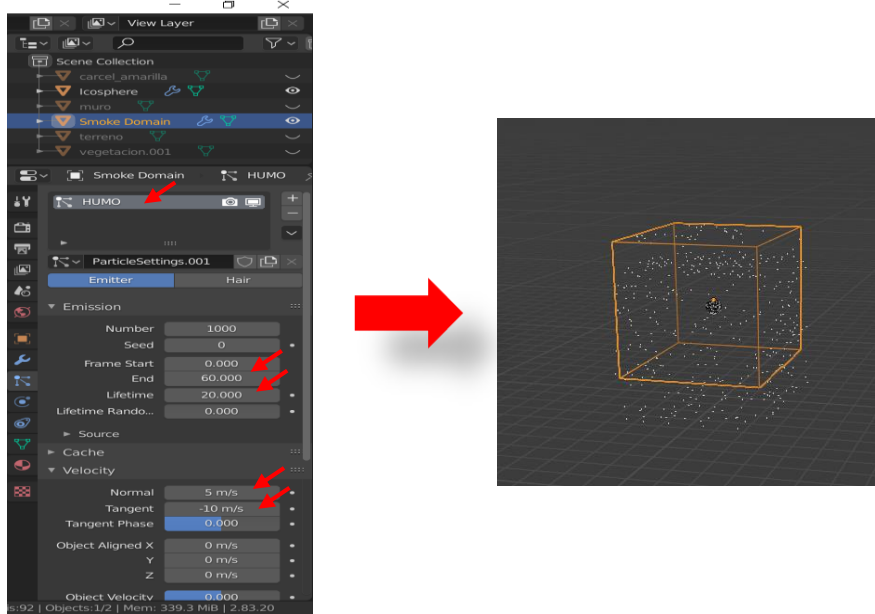 View Layer
Scene Collection
carcel_amarilla
Icosphere
muro
Smoke Domain
terreno
vegetacion.001
Smoke Domain HUMO
HUMO
ParticleSettings.001
Emitter Hair
Emission
Number 1000
Seed 0
Frame Start 0.000
End 60.000
Lifetime 20.000
Lifetime Rando... 0.000
Source
Cache
Velocity
Normal 5 m/s
Tangent -10 m/s
Tangent Phase 0.000
Object Aligned X 0 m/s
Y 0 m/s
Z 0 m/s
Object Velocity 0.000
is:92 | Objects:1/2 | Mem: 339.3 MiB | 2.83.20